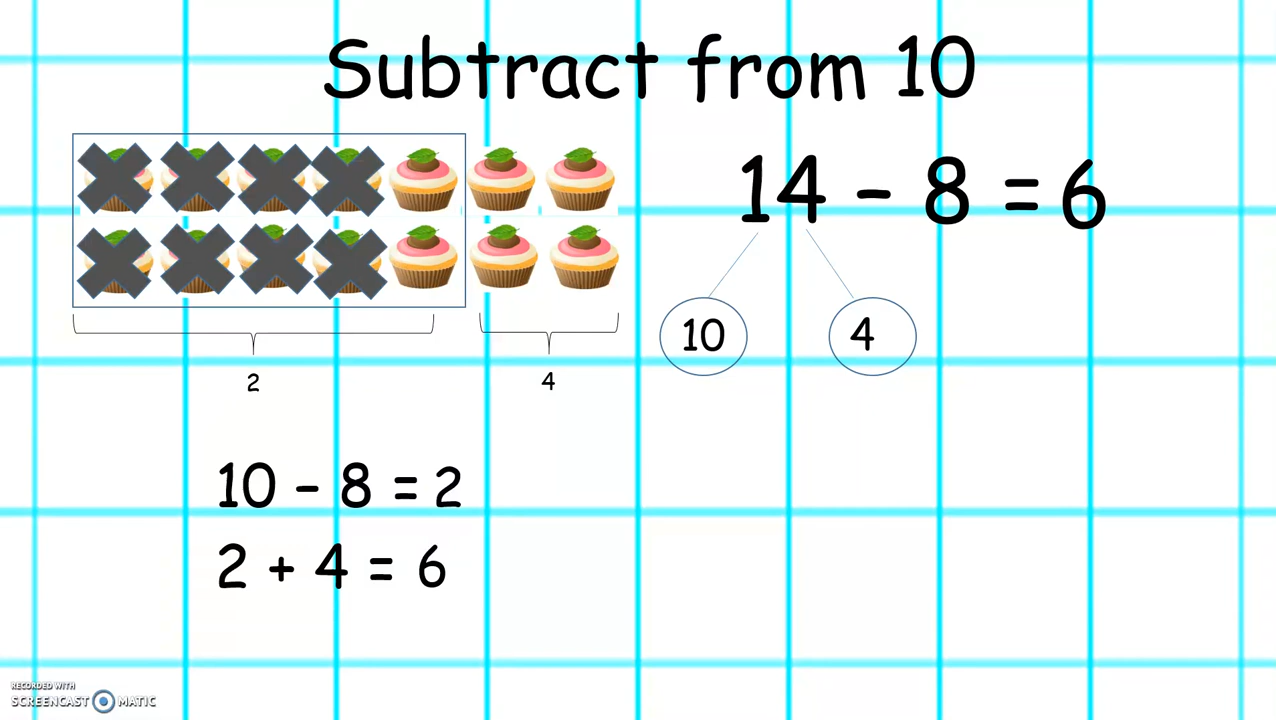 Subtract from 10
14 - 8 = 6
10 4
2 4
10 - 8 = 2
2 + 4 = 6
RECORDED WITH
SCREENCAST MATIC